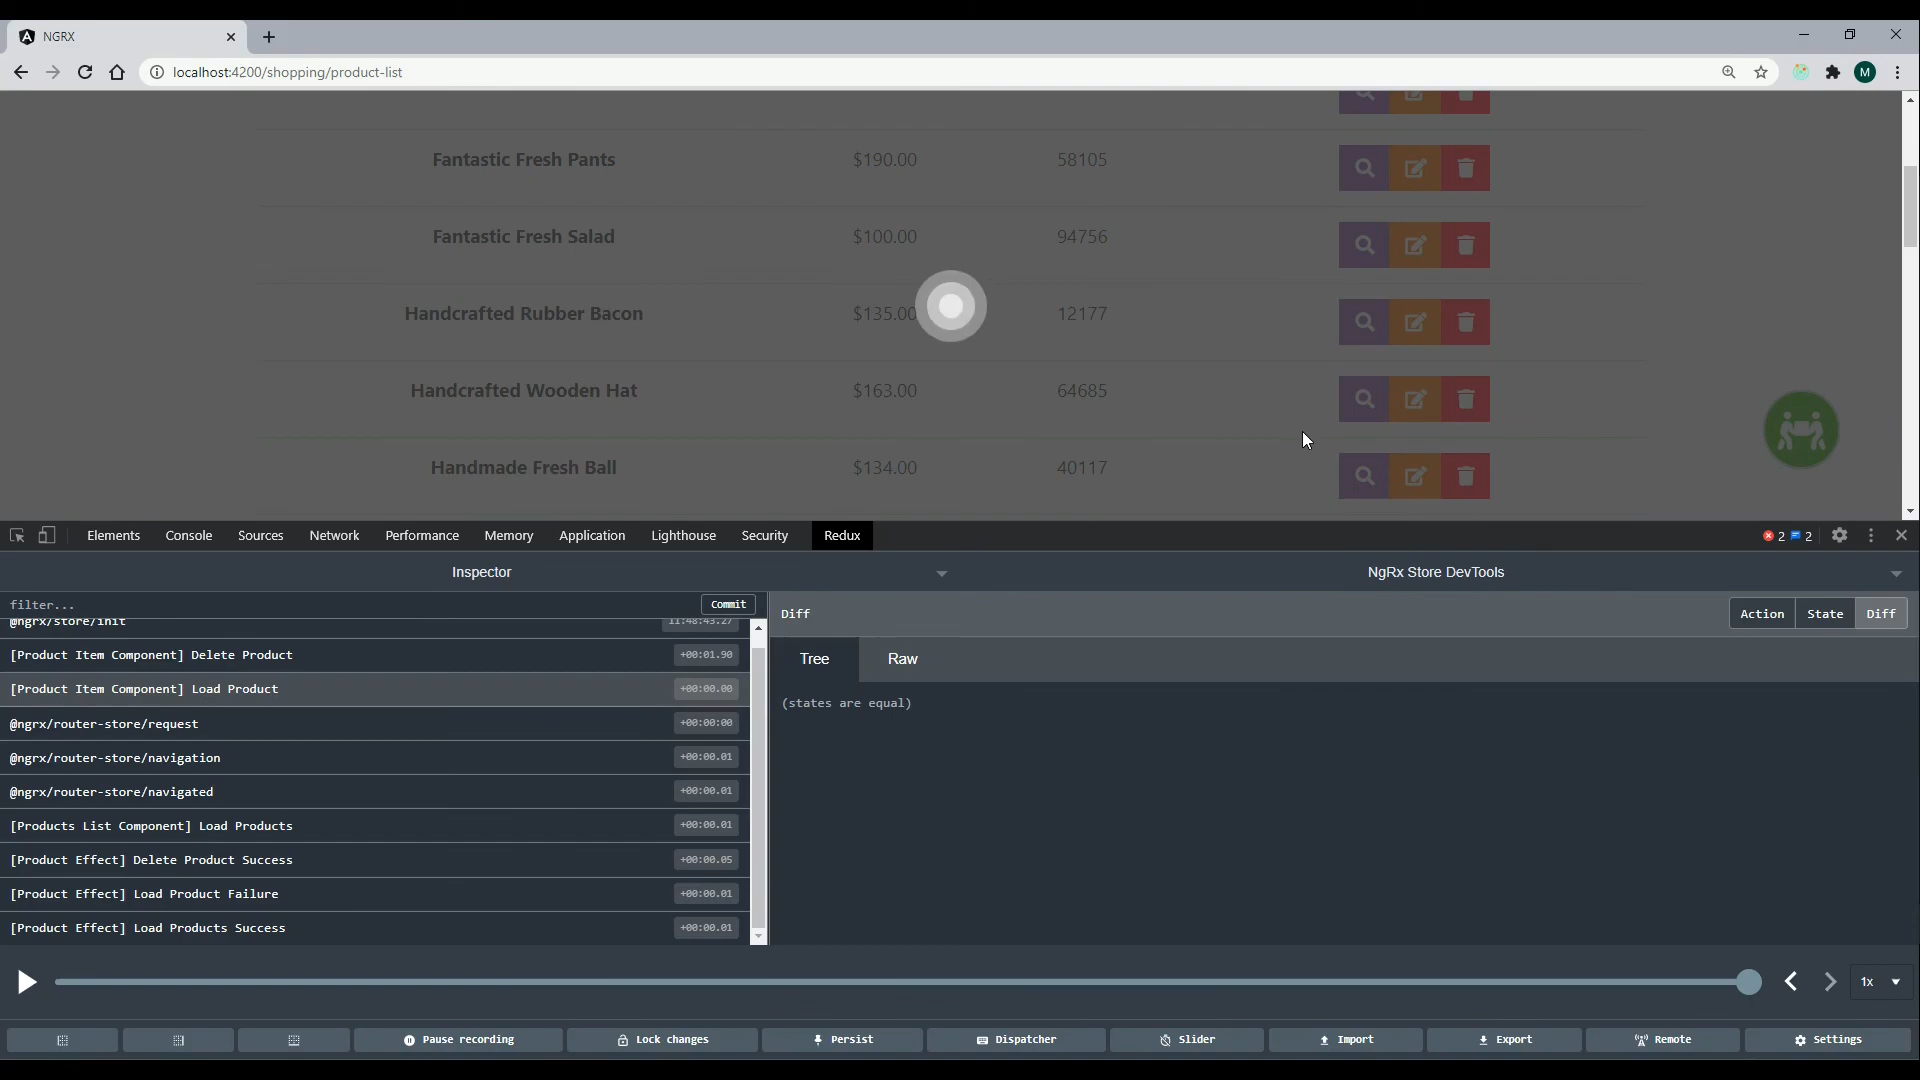 NGRX
localhost:4200/shopping/product-list
M
Fantastic Fresh Pants $190.00 58105
Fantastic Fresh Salad $100.00 94756
Handcrafted Rubber Bacon $135.00 12177
Handcrafted Wooden Hat $163.00 64685
Handmade Fresh Ball $134.00 40117
Elements Console Sources Network Performance Memory Application Lighthouse Security Redux 2 2
Inspector NgRx Store DevTools
filter... Commit
Diff Action State Diff
@ngrx/store/init 11:48:43.27
Tree Raw
[Product Item Component] Delete Product +00:01.90
[Product Item Component] Load Product +00:00.00
(states are equal)
@ngrx/router-store/request +00:00:00
@ngrx/router-store/navigation +00:00.01
@ngrx/router-store/navigated +00:00.01
[Products List Component] Load Products +00:00.01
[Product Effect] Delete Product Success +00:00.05
[Product Effect] Load Product Failure +00:00.01
[Product Effect] Load Products Success +00:00.01
1x
Pause recording Lock changes Persist Dispatcher Slider Import Export Remote Settings